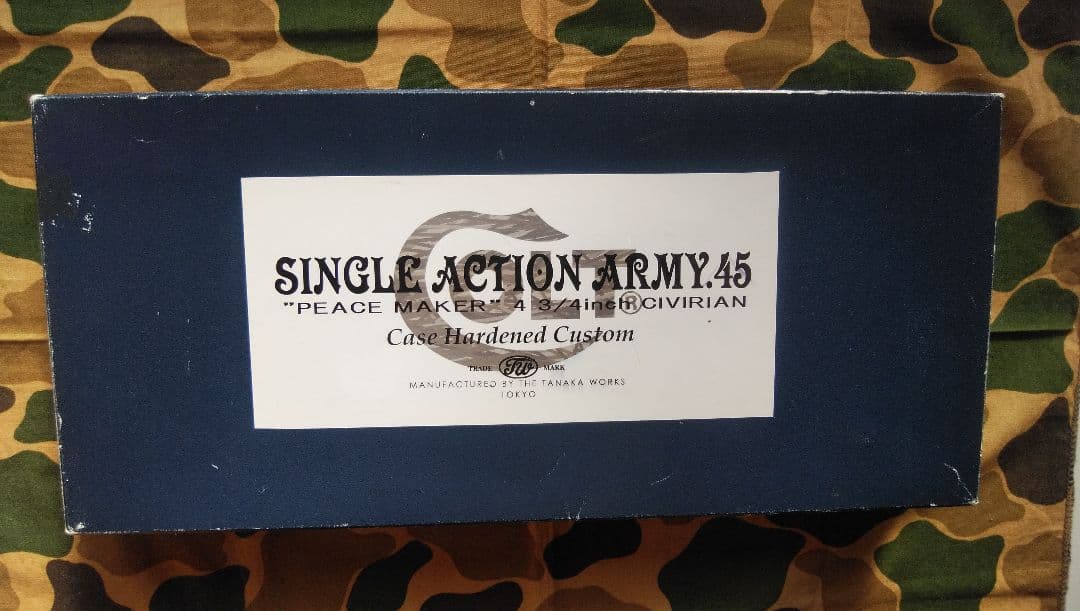 COLT®
SINGLE ACTION ARMY.45
"PEACE MAKER" 4 3/4inch CIVIRIAN
Case Hardened Custom
TRADE TW MARK
MANUFACTURED BY THE TANAKA WORKS
TOKYO